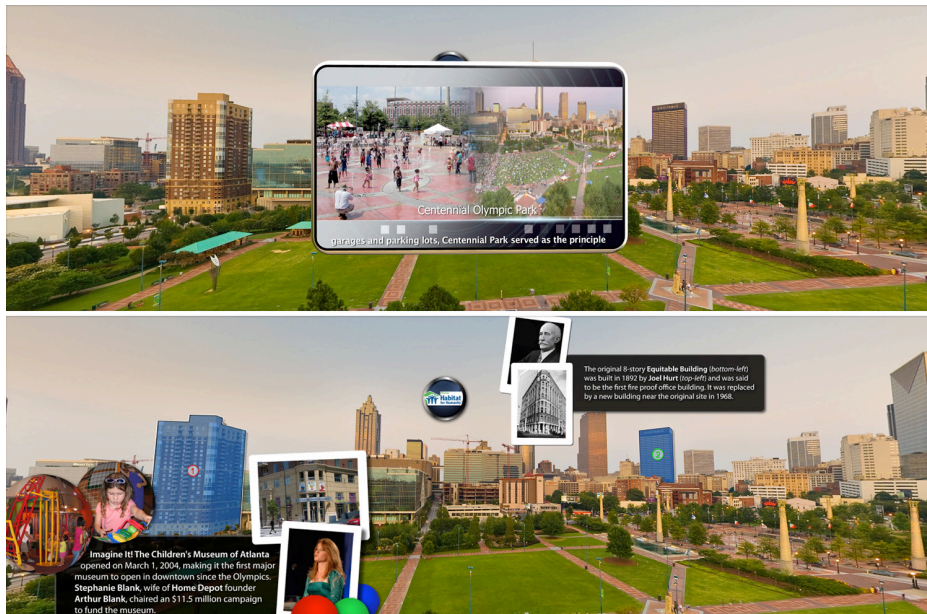 Centennial Olympic Park
garages and parking lots, Centennial Park served as the principle
Habitat
for Humanity
The original 8-story Equitable Building (bottom-left)
was built in 1892 by Joel Hurt (top-left) and was said
to be the first fire proof office building. It was replaced
by a new building near the original site in 1968.
1
2
Imagine It! The Children's Museum of Atlanta
opened on March 1, 2004, making it the first major
museum to open in downtown since the Olympics.
Stephanie Blank, wife of Home Depot founder
Arthur Blank, chaired an $11.5 million campaign
to fund the museum.